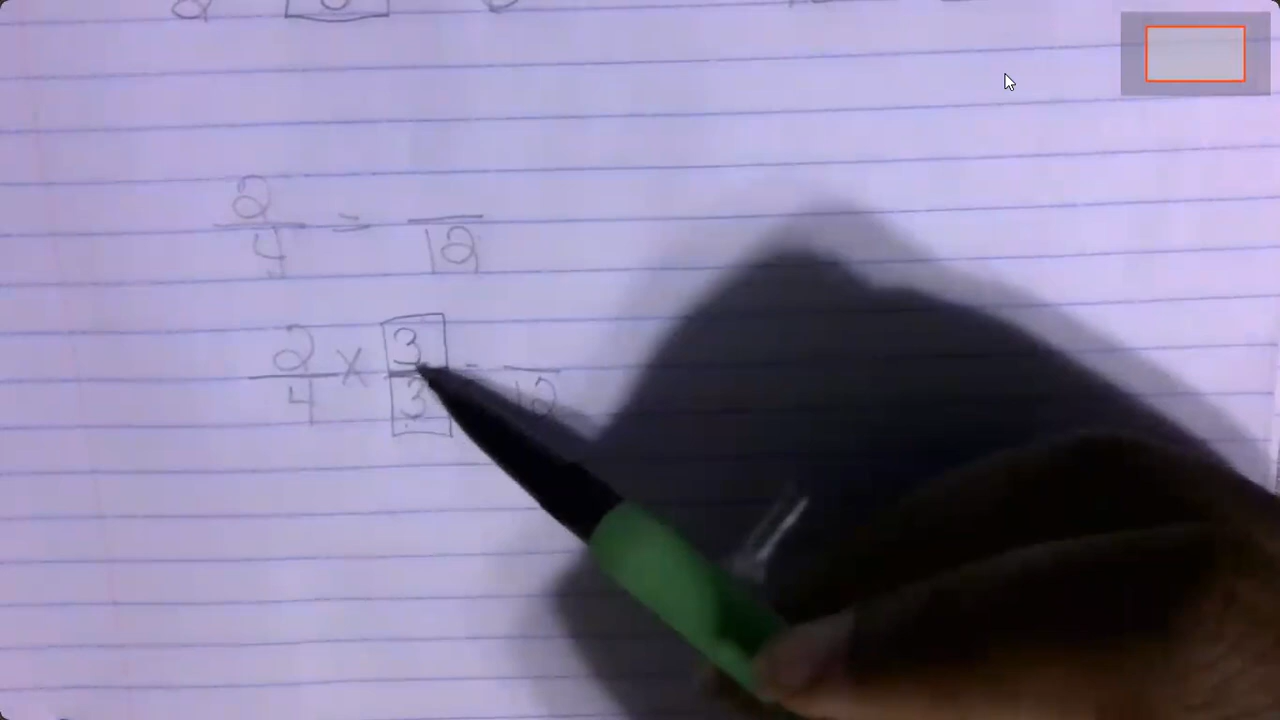 2/4 = /12
2/4 x 3/3 = /12